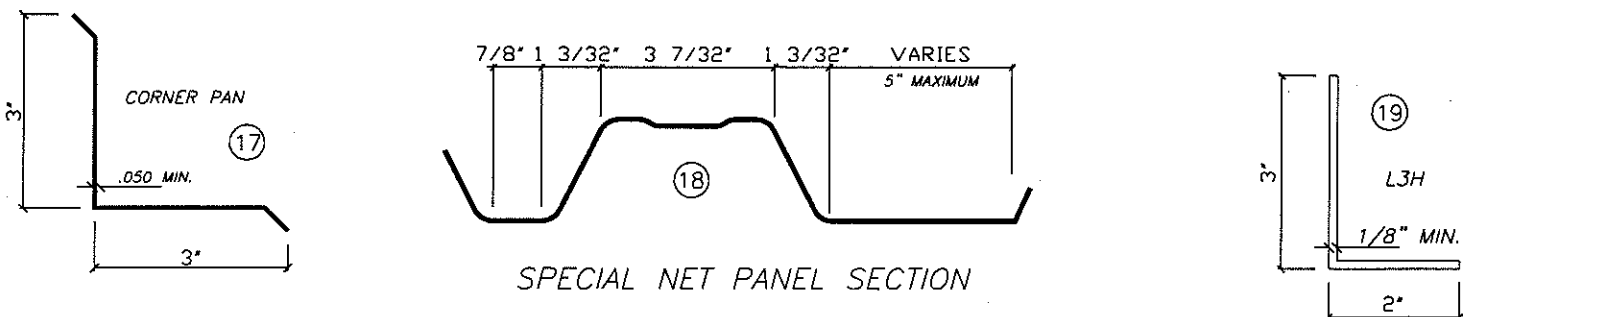 3"
CORNER PAN
17
.050 MIN.
3"
7/8" 1 3/32" 3 7/32" 1 3/32" VARIES
5" MAXIMUM
18
SPECIAL NET PANEL SECTION
3"
19
L3H
1/8" MIN.
2"